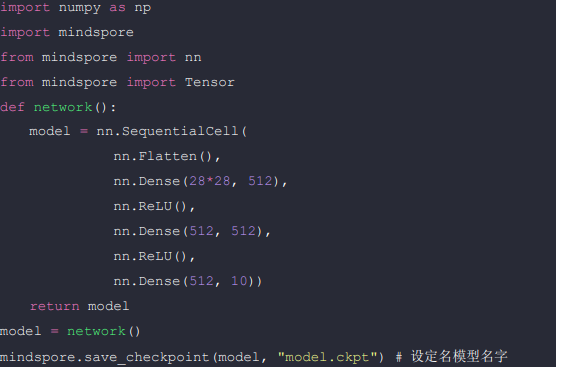 import numpy as np
import mindspore
from mindspore import nn
from mindspore import Tensor
def network():
    model = nn.SequentialCell(
            nn.Flatten(),
            nn.Dense(28*28, 512),
            nn.ReLU(),
            nn.Dense(512, 512),
            nn.ReLU(),
            nn.Dense(512, 10))
    return model
model = network()
mindspore.save_checkpoint(model, "model.ckpt") # 设定名模型名字